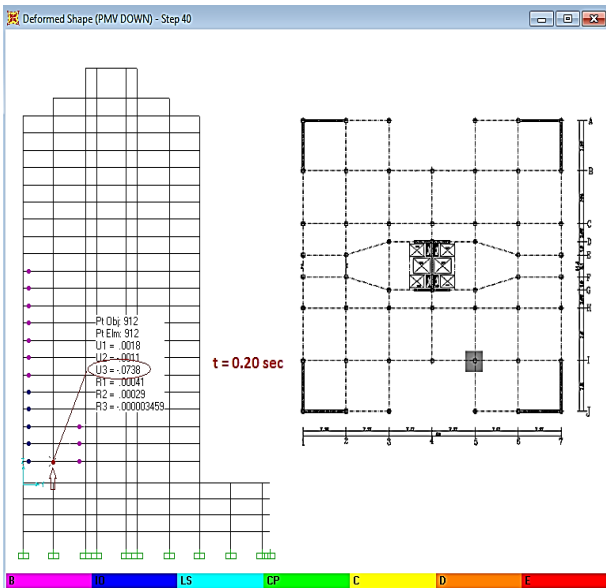 Deformed Shape (PMV DOWN) - Step 40
Pt Obj: 912
Pt Elm: 912
U1 = .0018
U2 = -.0011
U3 = -.0738
R1 = .00041
R2 = .00029
R3 = -.000003459
t = 0.20 sec
A
B
C
D
E
F
G
H
I
J
1 2 3 4 5 6 7
B IO LS CP C D E